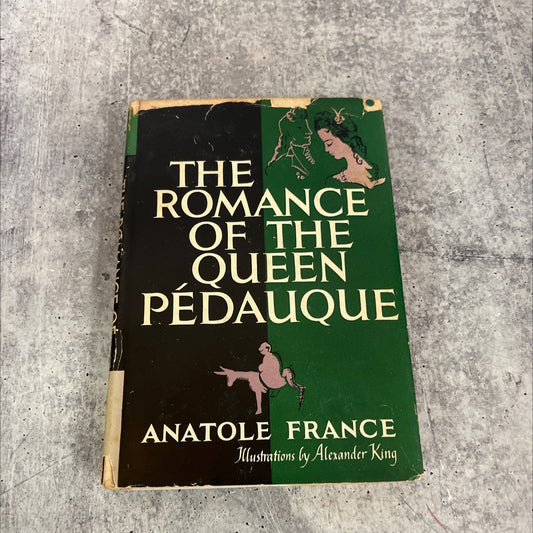 THE
ROMANCE
OF THE
QUEEN
PÉDAUQUE
ANATOLE FRANCE
Illustrations by Alexander King